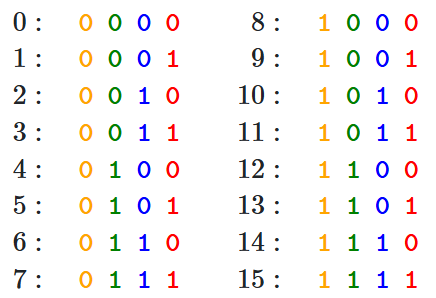 0 : 0 0 0 0 8 : 1 0 0 0
1 : 0 0 0 1 9 : 1 0 0 1
2 : 0 0 1 0 10 : 1 0 1 0
3 : 0 0 1 1 11 : 1 0 1 1
4 : 0 1 0 0 12 : 1 1 0 0
5 : 0 1 0 1 13 : 1 1 0 1
6 : 0 1 1 0 14 : 1 1 1 0
7 : 0 1 1 1 15 : 1 1 1 1